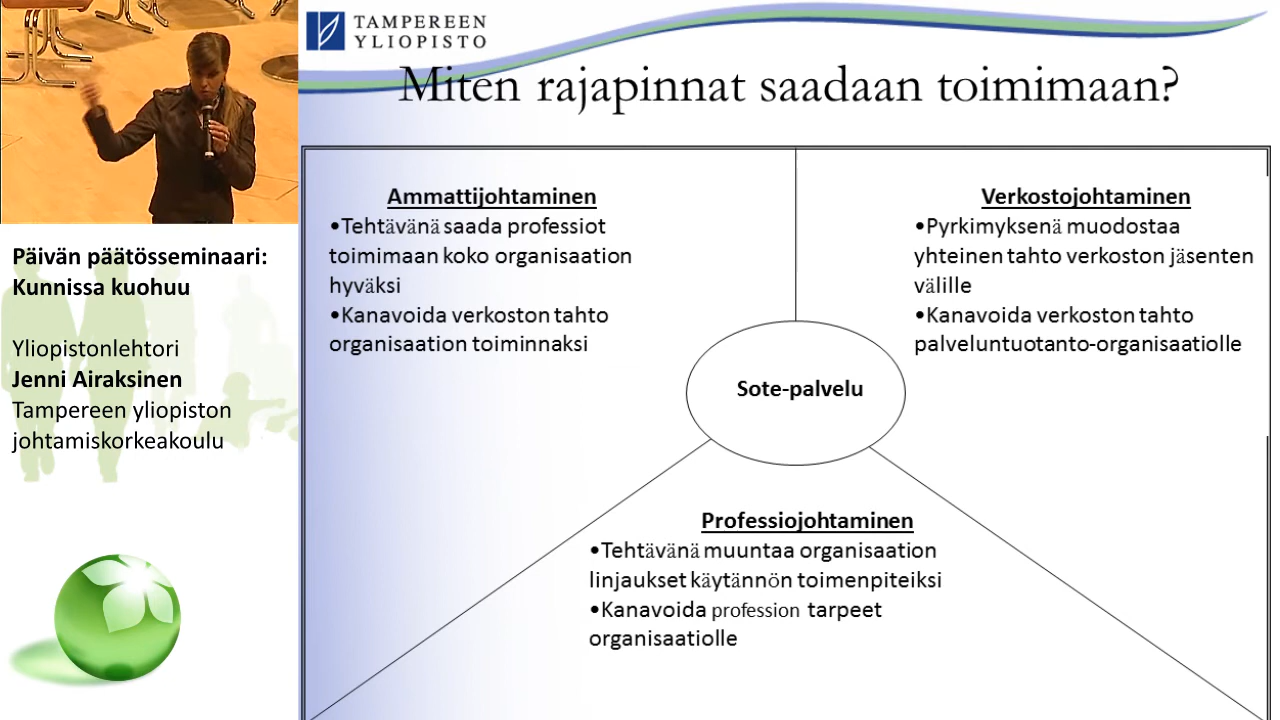 TAMPEREEN
YLIOPISTO
Miten rajapinnat saadaan toimimaan?
Päivän päätösseminaari:
Kunnissa kuohuu
Yliopistonlehtori
Jenni Airaksinen
Tampereen yliopiston
johtamiskorkeakoulu
Ammattijohtaminen
•Tehtävänä saada professiot
toimimaan koko organisaation
hyväksi
•Kanavoida verkoston tahto
organisaation toiminnaksi
Verkostojohtaminen
•Pyrkimyksenä muodostaa
yhteinen tahto verkoston jäsenten
välille
•Kanavoida verkoston tahto
palveluntuotanto-organisaatiolle
Sote-palvelu
Professiojohtaminen
•Tehtävänä muuntaa organisaation
linjaukset käytännön toimenpiteiksi
•Kanavoida profession tarpeet
organisaatiolle